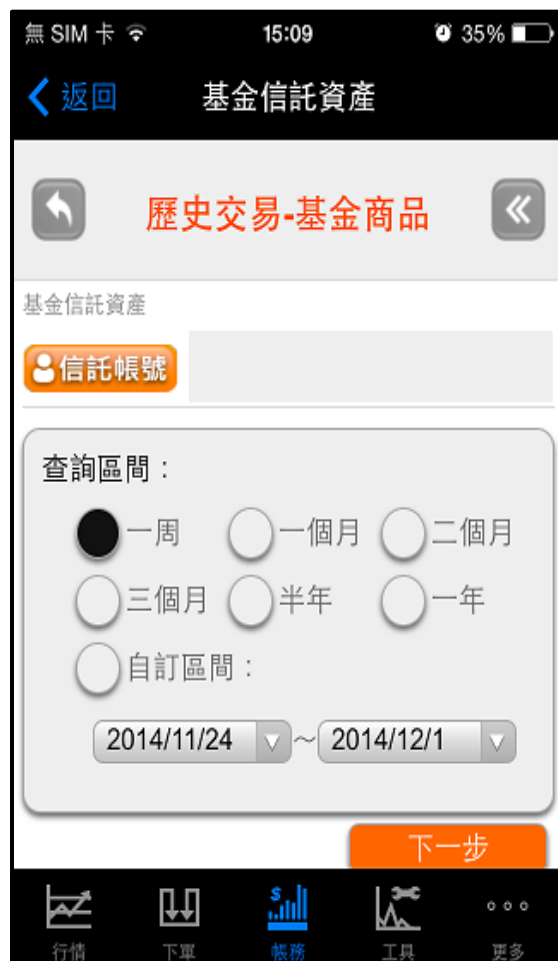 無 SIM 卡 15:09 35%
返回 基金信託資產
歷史交易-基金商品
基金信託資產
信託帳號
查詢區間：
一周 一個月 二個月
三個月 半年 一年
自訂區間：
2014/11/24 ～ 2014/12/1
下一步
行情 下單 帳務 工具 更多